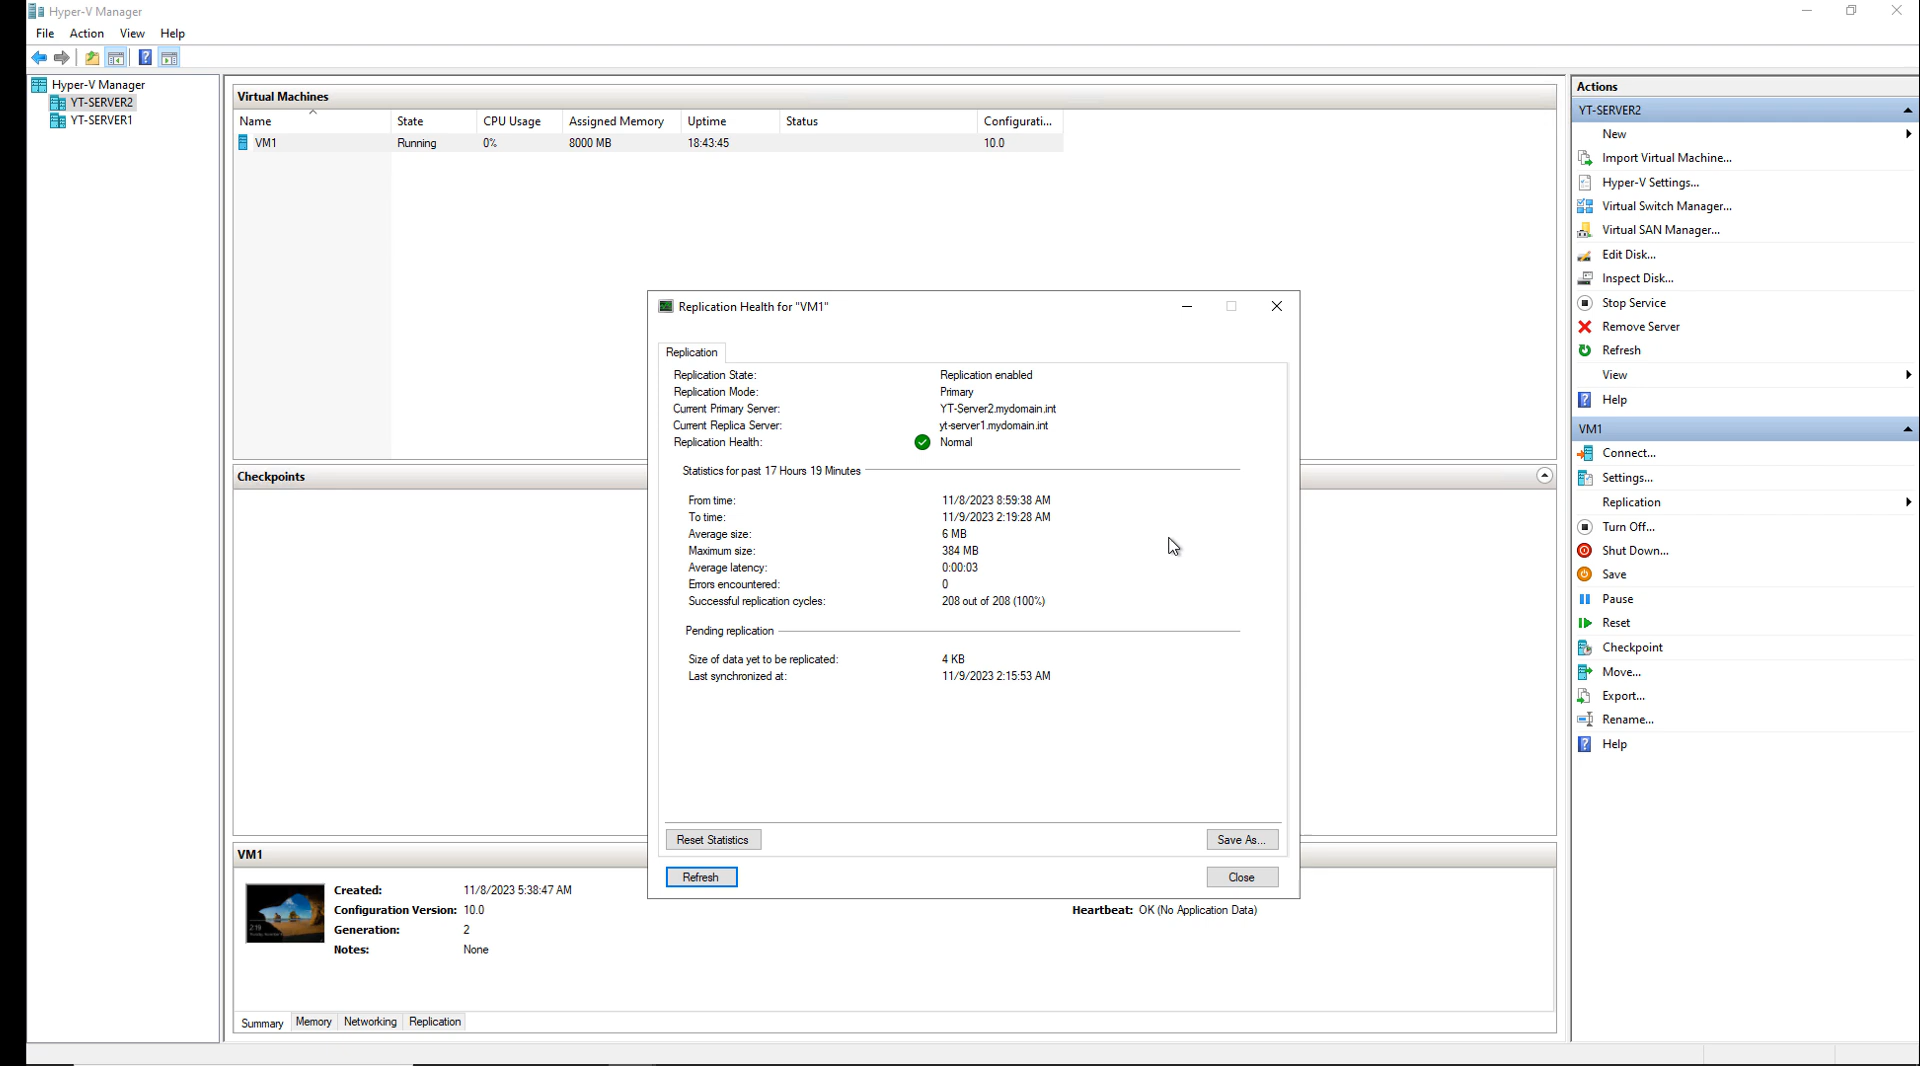 Hyper-V Manager
File Action View Help
Hyper-V Manager
YT-SERVER2
YT-SERVER1
Virtual Machines
Name State CPU Usage Assigned Memory Uptime Status Configurati...
VM1 Running 0% 8000 MB 18:43:45 10.0
Replication Health for "VM1"
Replication
Replication State: Replication enabled
Replication Mode: Primary
Current Primary Server: YT-Server2.mydomain.int
Current Replica Server: yt-server1.mydomain.int
Replication Health: Normal
Statistics for past 17 Hours 19 Minutes
From time: 11/8/2023 8:59:38 AM
To time: 11/9/2023 2:19:28 AM
Average size: 6 MB
Maximum size: 384 MB
Average latency: 0:00:03
Errors encountered: 0
Successful replication cycles: 208 out of 208 (100%)
Pending replication
Size of data yet to be replicated: 4 KB
Last synchronized at: 11/9/2023 2:15:53 AM
Reset Statistics Save As...
Refresh Close
Checkpoints
VM1
Created: 11/8/2023 5:38:47 AM
Configuration Version: 10.0
Generation: 2
Notes: None
Heartbeat: OK (No Application Data)
2:19
Summary Memory Networking Replication
Actions
YT-SERVER2
New
Import Virtual Machine...
Hyper-V Settings...
Virtual Switch Manager...
Virtual SAN Manager...
Edit Disk...
Inspect Disk...
Stop Service
Remove Server
Refresh
View
Help
VM1
Connect...
Settings...
Replication
Turn Off...
Shut Down...
Save
Pause
Reset
Checkpoint
Move...
Export...
Rename...
Help